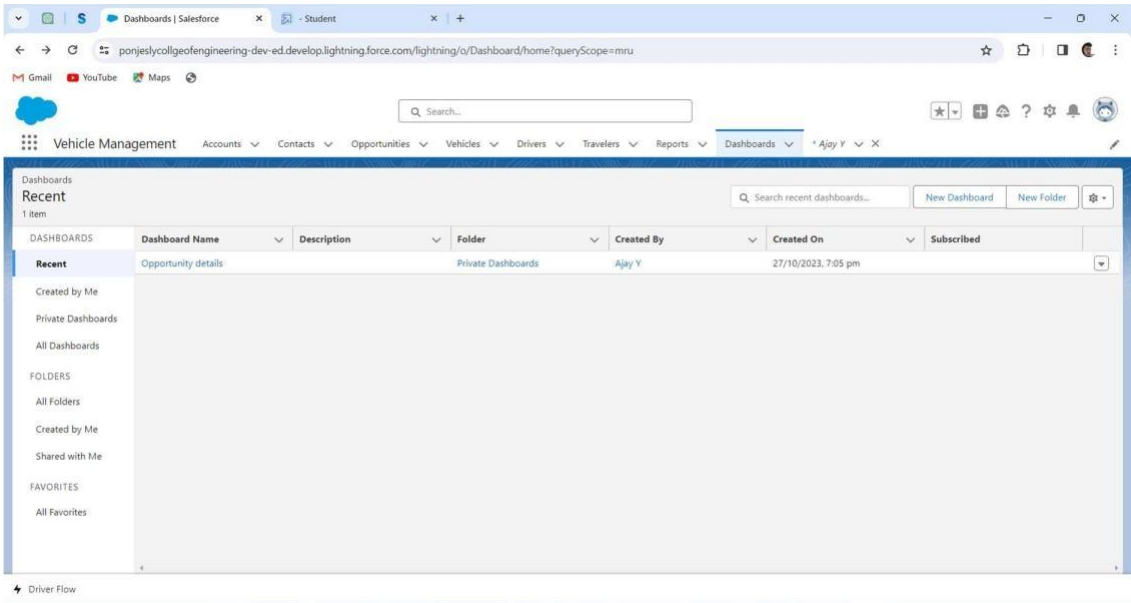 Dashboards | Salesforce
- Student
ponjeslycollgeofengineering-dev-ed.develop.lightning.force.com/lightning/o/Dashboard/home?queryScope=mru
Gmail YouTube Maps
Search...
Vehicle Management Accounts Contacts Opportunities Vehicles Drivers Travelers Reports Dashboards * Ajay Y
Dashboards
Recent
1 item
Search recent dashboards...
New Dashboard New Folder
DASHBOARDS Dashboard Name Description Folder Created By Created On Subscribed
Recent Opportunity details Private Dashboards Ajay Y 27/10/2023, 7:05 pm
Created by Me
Private Dashboards
All Dashboards
FOLDERS
All Folders
Created by Me
Shared with Me
FAVORITES
All Favorites
Driver Flow